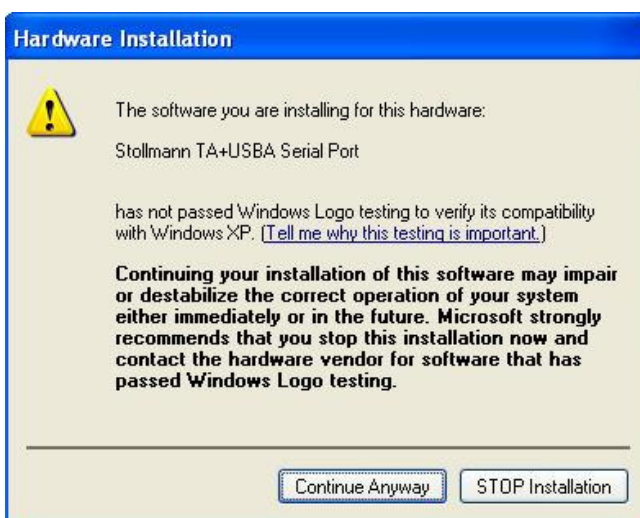 Hardware Installation
The software you are installing for this hardware:
Stollmann TA+USBA Serial Port
has not passed Windows Logo testing to verify its compatibility
with Windows XP. (Tell me why this testing is important.)
Continuing your installation of this software may impair
or destabilize the correct operation of your system
either immediately or in the future. Microsoft strongly
recommends that you stop this installation now and
contact the hardware vendor for software that has
passed Windows Logo testing.
Continue Anyway STOP Installation